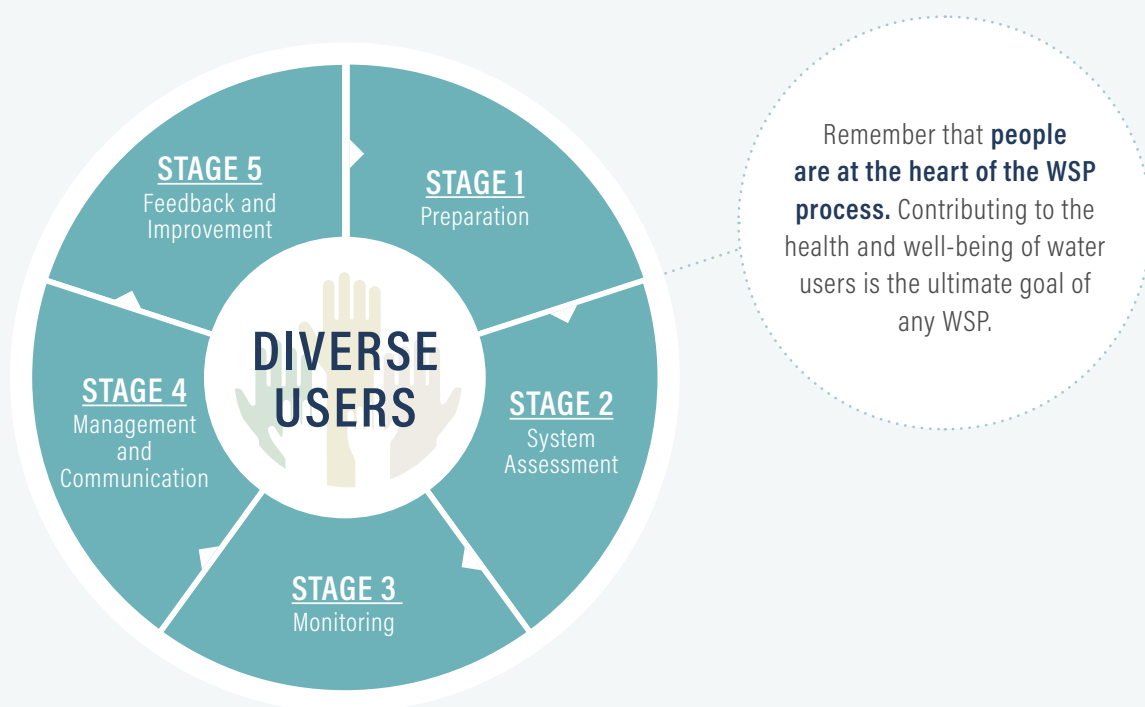 STAGE 1
Preparation
STAGE 2
System
Assessment
STAGE 3
Monitoring
STAGE 4
Management
and
Communication
STAGE 5
Feedback and
Improvement
DIVERSE
USERS
Remember that people
are at the heart of the WSP
process. Contributing to the
health and well-being of water
users is the ultimate goal of
any WSP.